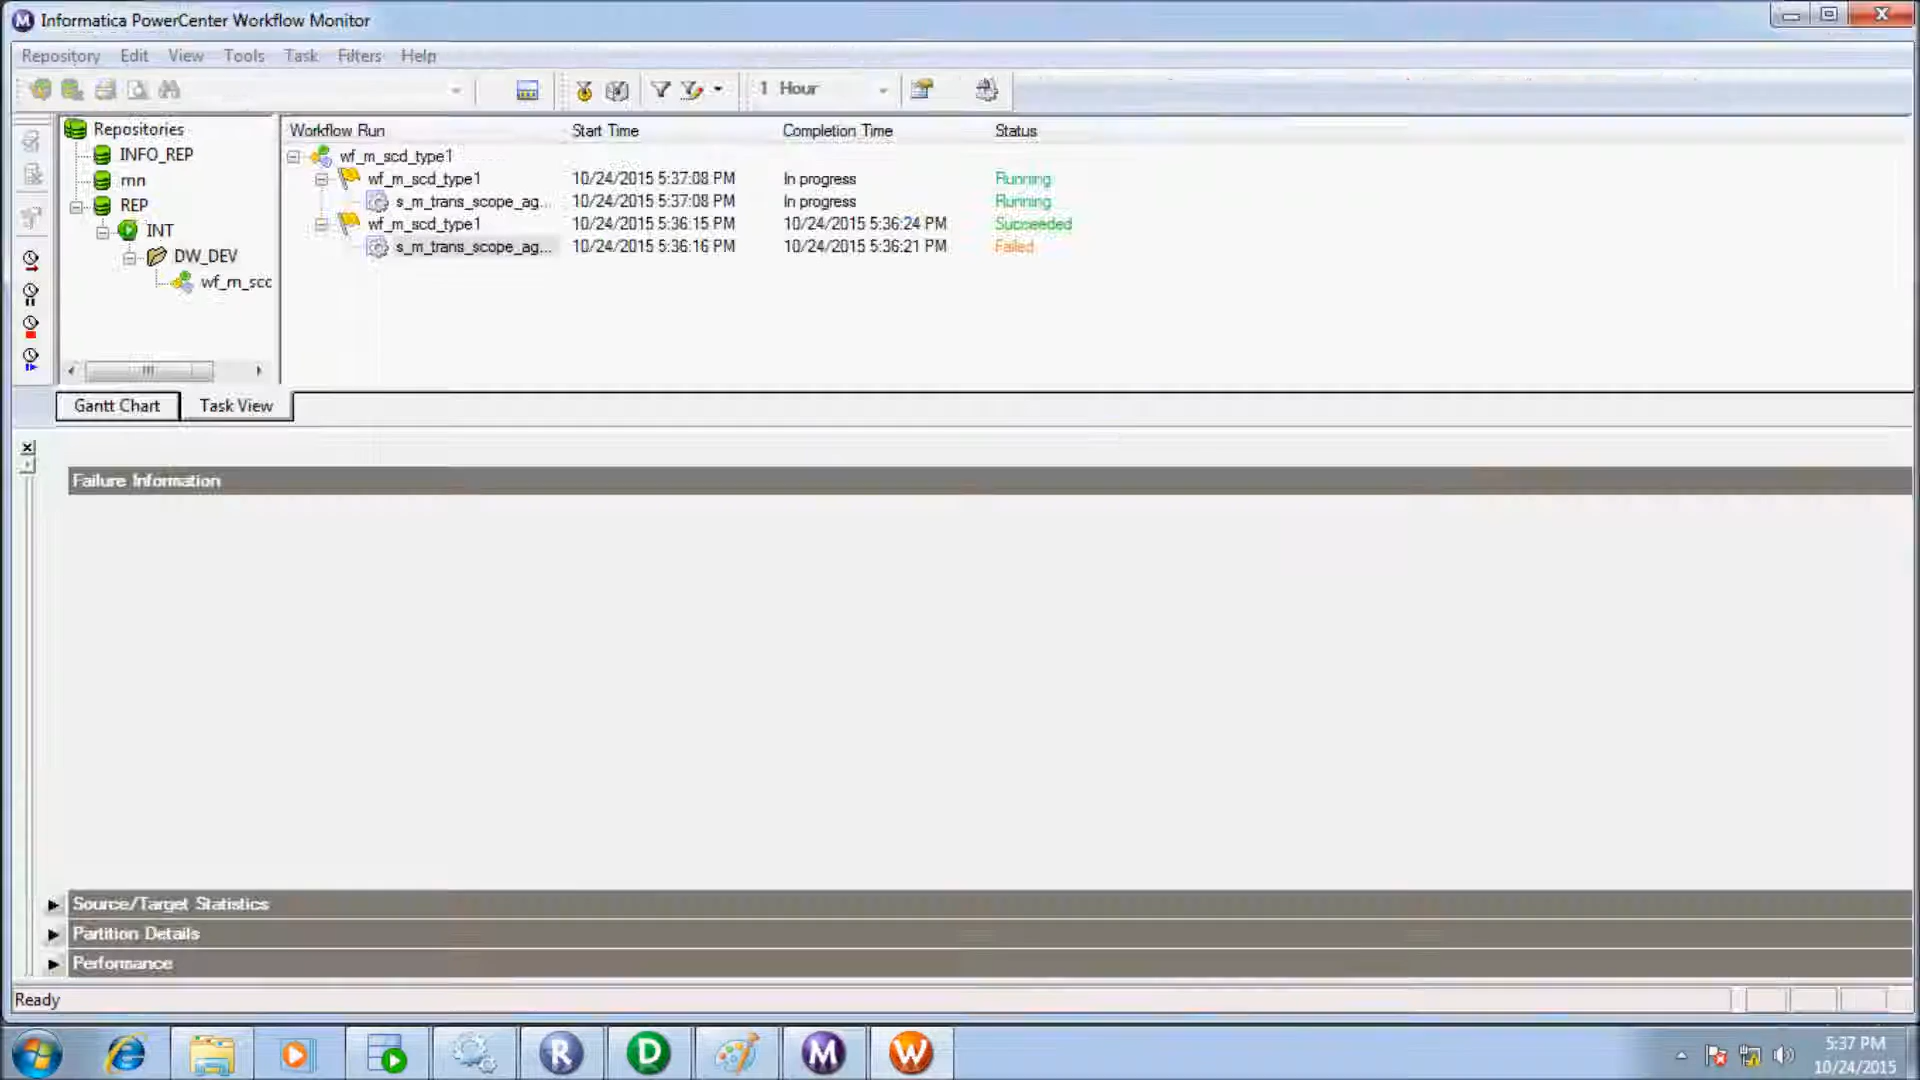 Informatica PowerCenter Workflow Monitor
Repository Edit View Tools Task Filters Help
1 Hour
Repositories
INFO_REP
rnn
REP
INT
DW_DEV
wf_m_scc
Workflow Run Start Time Completion Time Status
wf_m_scd_type1
wf_m_scd_type1 10/24/2015 5:37:08 PM In progress Running
s_m_trans_scope_ag... 10/24/2015 5:37:08 PM In progress Running
wf_m_scd_type1 10/24/2015 5:36:15 PM 10/24/2015 5:36:24 PM Succeeded
s_m_trans_scope_ag... 10/24/2015 5:36:16 PM 10/24/2015 5:36:21 PM Failed
Gantt Chart Task View
Failure Information
Source/Target Statistics
Partition Details
Performance
Ready
R D M W
5:37 PM
10/24/2015